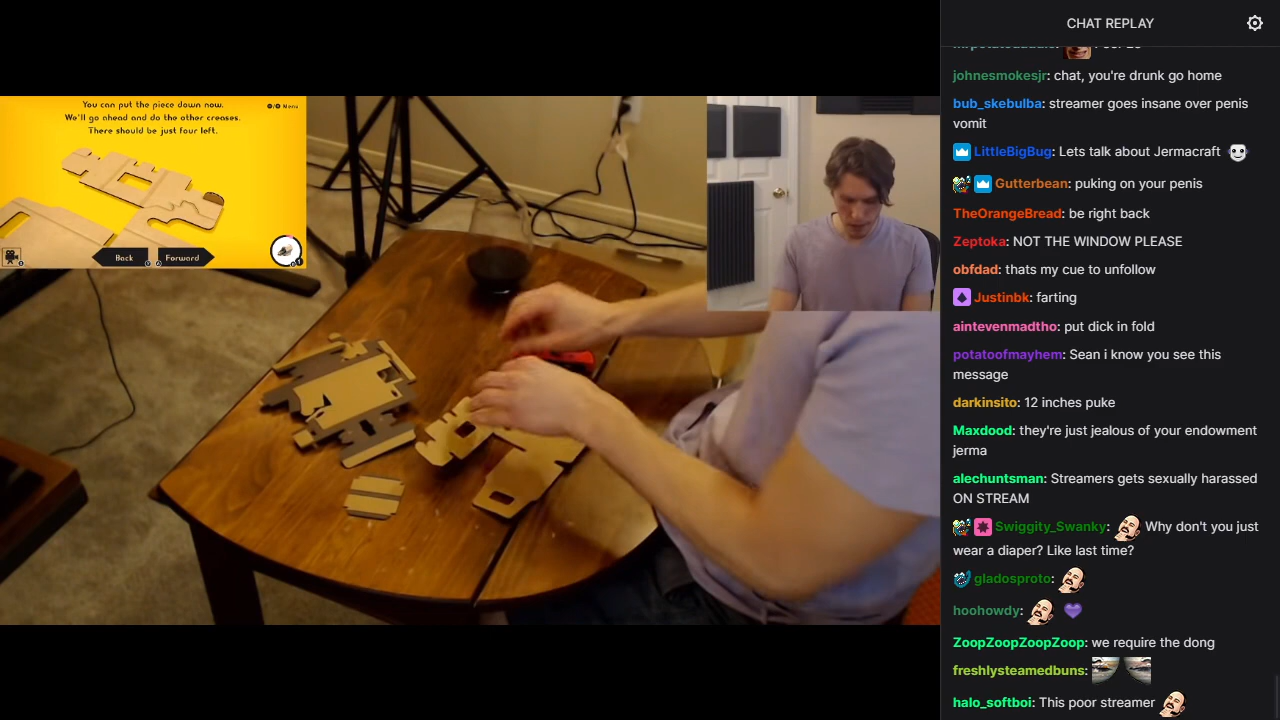 You can put the piece down now.
We'll go ahead and do the other creases.
There should be just four left.
Menu
Back
Forward
CHAT REPLAY
johnesmokesjr: chat, you're drunk go home
bub_skebulba: streamer goes insane over penis
vomit
LittleBigBug: Lets talk about Jermacraft
Gutterbean: puking on your penis
TheOrangeBread: be right back
Zeptoka: NOT THE WINDOW PLEASE
obfdad: thats my cue to unfollow
Justinbk: farting
aintevenmadtho: put dick in fold
potatoofmayhem: Sean i know you see this
message
darkinsito: 12 inches puke
Maxdood: they're just jealous of your endowment
jerma
alechuntsman: Streamers gets sexually harassed
ON STREAM
Swiggity_Swanky: Why don't you just
wear a diaper? Like last time?
gladosproto:
hoohowdy:
ZoopZoopZoopZoop: we require the dong
freshlysteamedbuns:
halo_softboi: This poor streamer